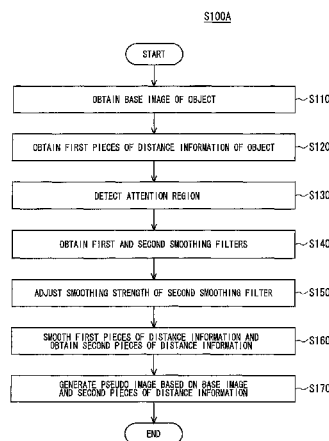 S100A
START
OBTAIN BASE IMAGE OF OBJECT
S110
OBTAIN FIRST PIECES OF DISTANCE INFORMATION OF OBJECT
S120
DETECT ATTENTION REGION
S130
OBTAIN FIRST AND SECOND SMOOTHING FILTERS
S140
ADJUST SMOOTHING STRENGTH OF SECOND SMOOTHING FILTER
S150
SMOOTH FIRST PIECES OF DISTANCE INFORMATION AND
OBTAIN SECOND PIECES OF DISTANCE INFORMATION
S160
GENERATE PSEUDO IMAGE BASED ON BASE IMAGE
AND SECOND PIECES OF DISTANCE INFORMATION
S170
END